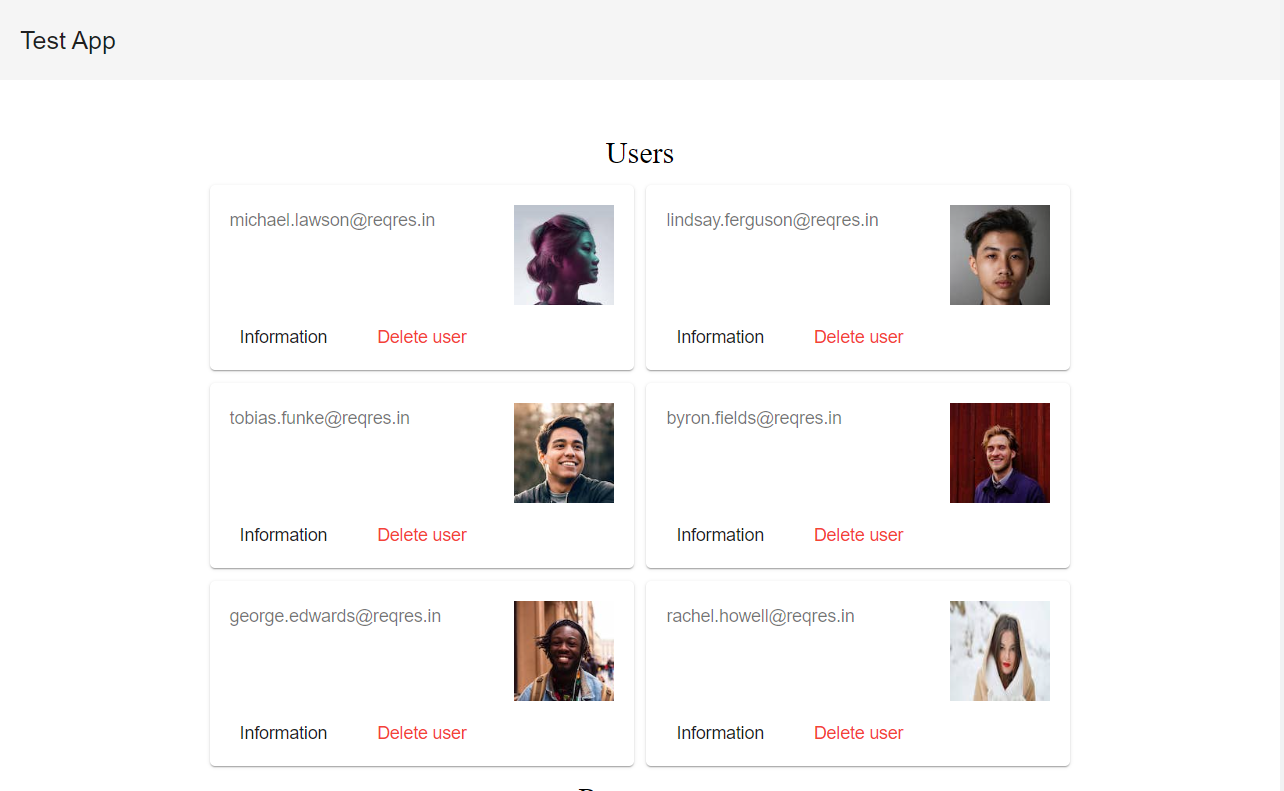 Test App
Users
michael.lawson@reqres.in
Information Delete user
lindsay.ferguson@reqres.in
Information Delete user
tobias.funke@reqres.in
Information Delete user
byron.fields@reqres.in
Information Delete user
george.edwards@reqres.in
Information Delete user
rachel.howell@reqres.in
Information Delete user